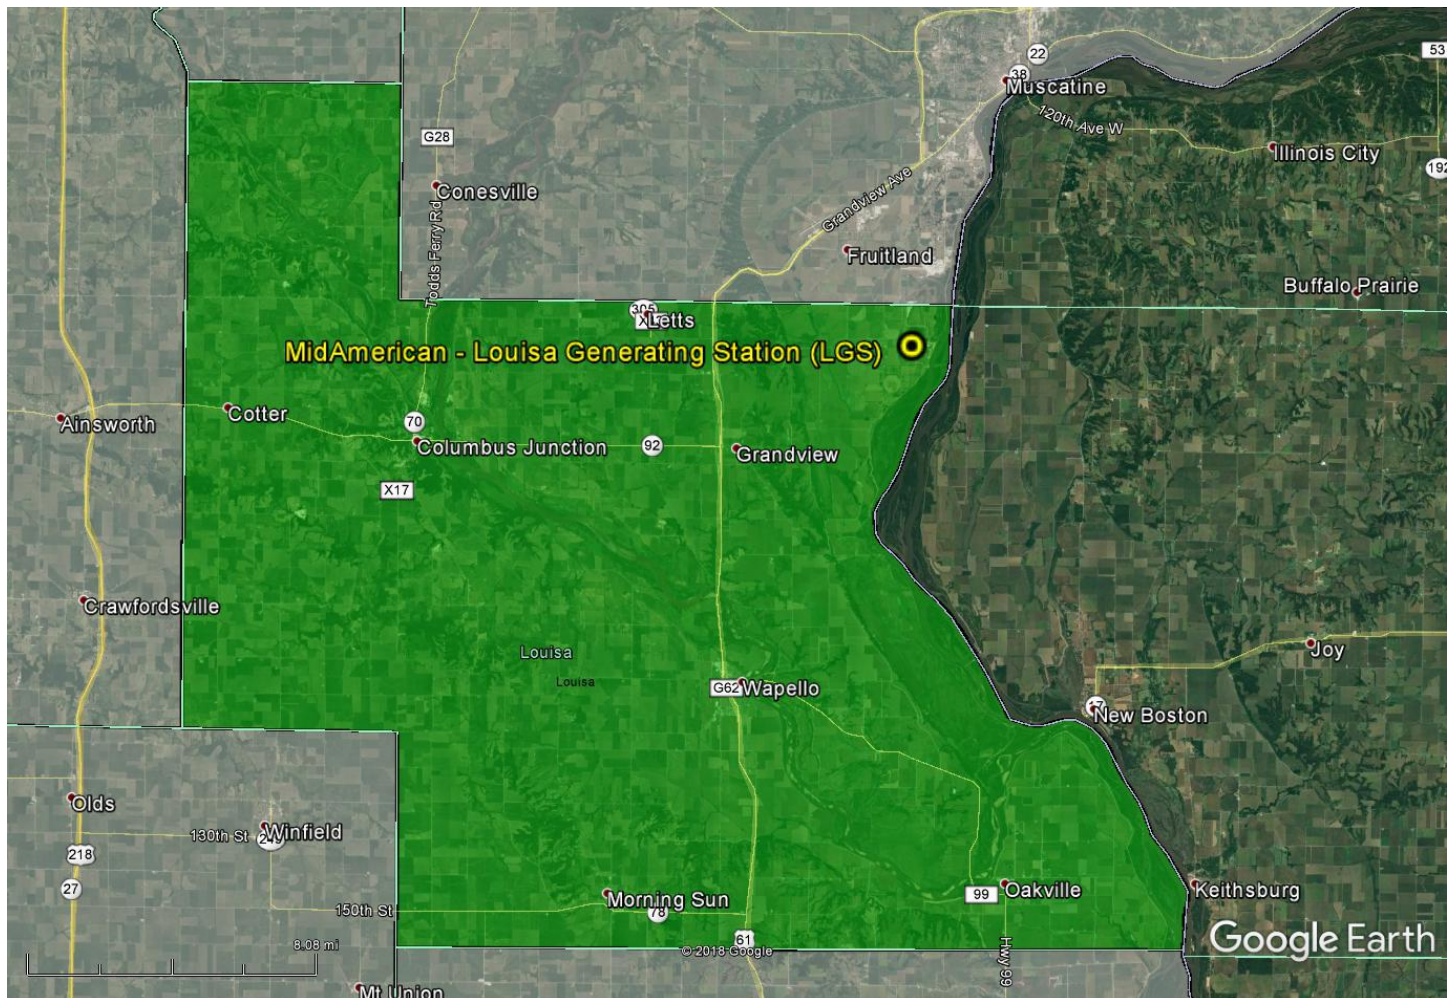 22
38
53
Muscatine
120th Ave W
G28
Illinois City
192
Conesville
Grandview Ave
Todds Ferry Rd
Fruitland
Buffalo Prairie
305
Letts
MidAmerican - Louisa Generating Station (LGS)
Cotter
Ainsworth
70
Columbus Junction
92
Grandview
X17
Crawfordsville
Louisa
Louisa
Joy
G62
Wapello
17
New Boston
Olds
Winfield
130th St
249
218
27
Morning Sun
99
Oakville
Keithsburg
150th St
78
8.08 mi
61
© 2018 Google
Hwy 99
Google Earth
Mt Union